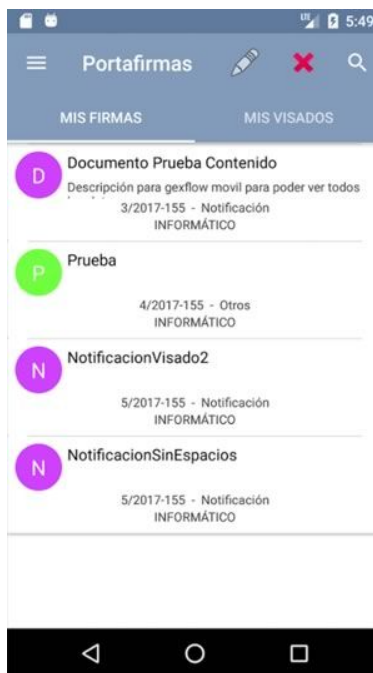 5:49
Portafirmas
MIS FIRMAS
MIS VISADOS
D
Documento Prueba Contenido
Descripción para gexflow movil para poder ver todos
3/2017-155 - Notificación
INFORMÁTICO
P
Prueba
4/2017-155 - Otros
INFORMÁTICO
N
NotificacionVisado2
5/2017-155 - Notificación
INFORMÁTICO
N
NotificacionSinEspacios
5/2017-155 - Notificación
INFORMÁTICO